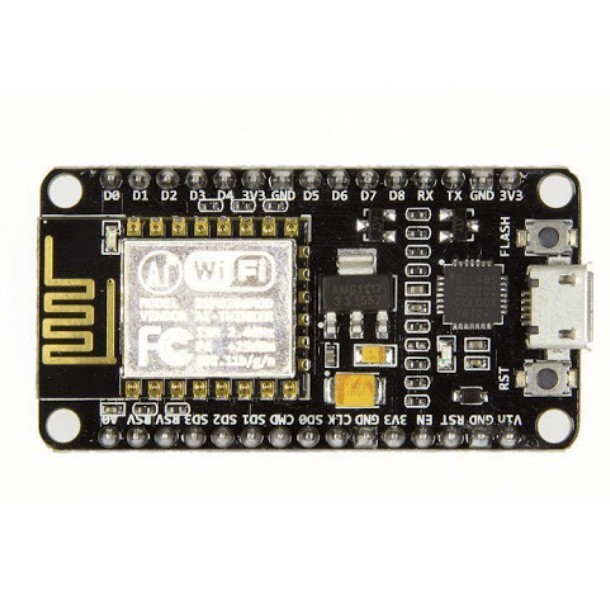 D0 D1 D2 D3 D4 3V3 GND D5 D6 D7 D8 RX TX GND 3V3
FLASH
Ai WiFi
AMS1117
FC
RST
A0 RSV RSV SD3 SD2 SD1 CMD SD0 CLK GND 3V3 EN RST GND Vin